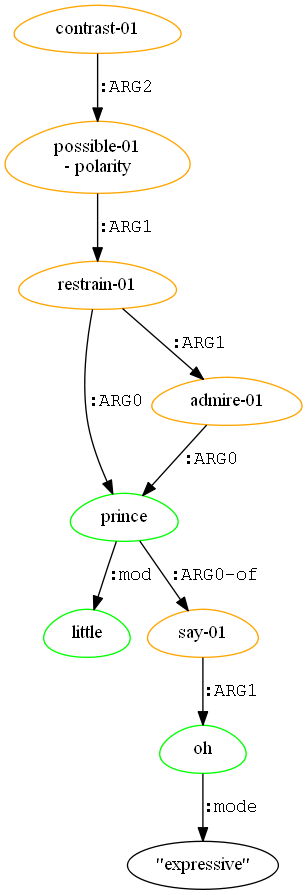 contrast-01
:ARG2
possible-01
- polarity
:ARG1
restrain-01
:ARG1
:ARG0
admire-01
:ARG0
prince
:mod
:ARG0-of
little
say-01
:ARG1
oh
:mode
"expressive"